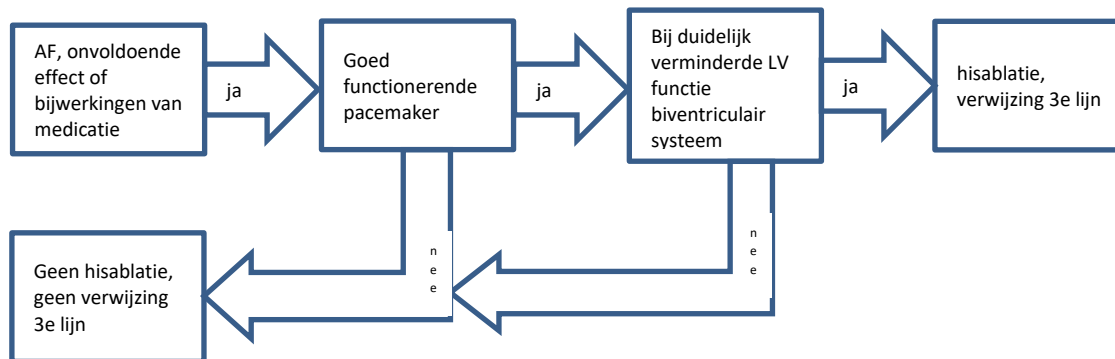 AF, onvoldoende
effect of
bijwerkingen van
medicatie
ja
Goed
functionerende
pacemaker
ja
Bij duidelijk
verminderde LV
functie
biventriculair
systeem
ja
hisablatie,
verwijzing 3e lijn
n
e
e
n
e
e
Geen hisablatie,
geen verwijzing
3e lijn